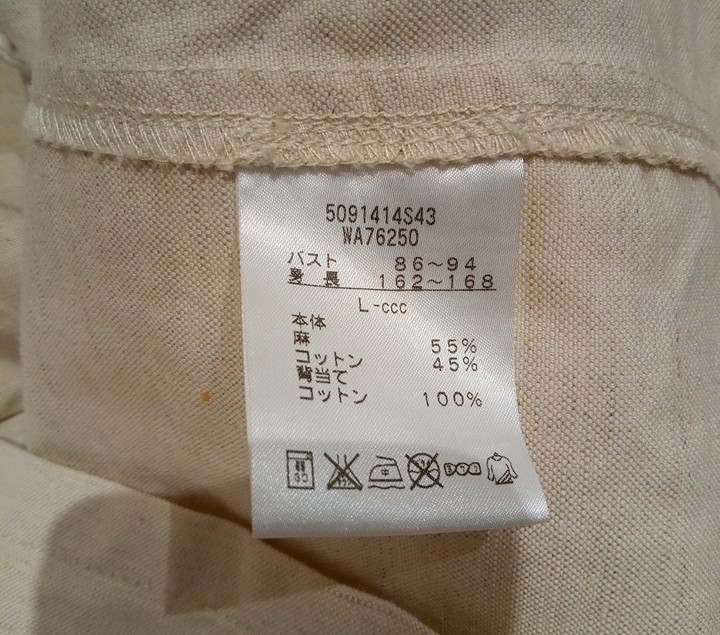 5091414S43
WA76250
バスト 86～94
身長 162～168
L-ccc
本体
麻 55%
コットン 45%
背当て
コットン 100%